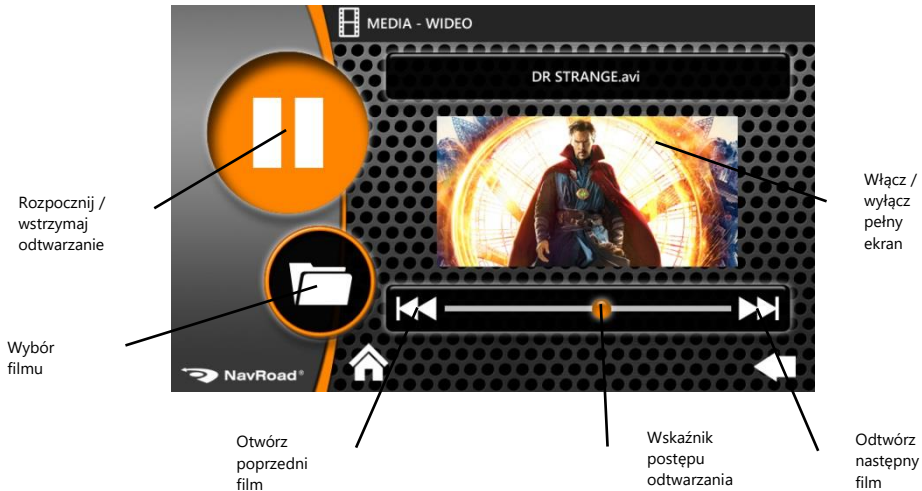 MEDIA - WIDEO
DR STRANGE.avi
Rozpocznij /
wstrzymaj
odtwarzanie
Włącz /
wyłącz
pełny
ekran
Wybór
filmu
NavRoad®
Otwórz
poprzedni
film
Wskaźnik
postępu
odtwarzania
Odtwórz
następny
film